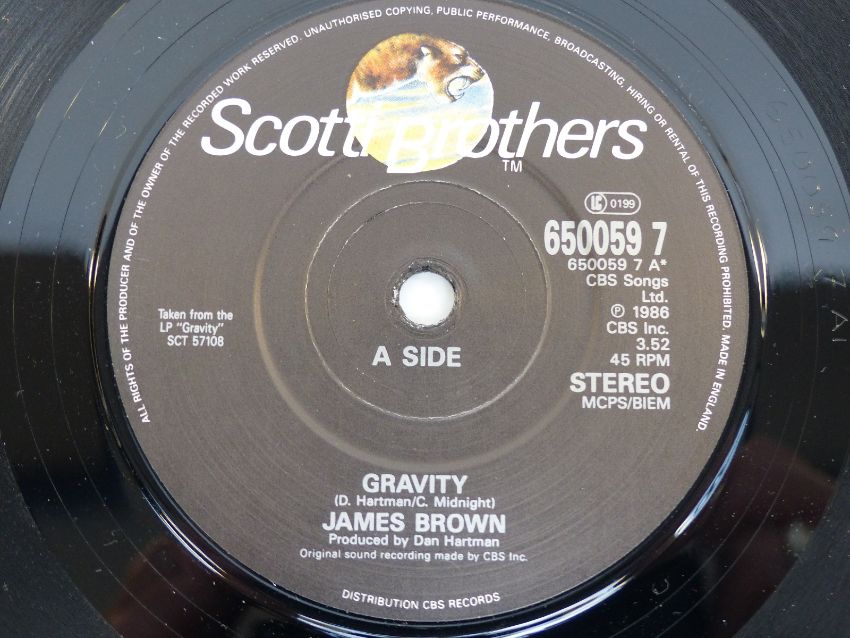 ALL RIGHTS OF THE PRODUCER AND OF THE OWNER OF THE RECORDED WORK RESERVED. UNAUTHORISED COPYING, PUBLIC PERFORMANCE, BROADCASTING, HIRING OR RENTAL OF THIS RECORDING PROHIBITED. MADE IN ENGLAND.
Scotti Brothers
TM
0199
650059 7
650059 7 A*
CBS Songs
Ltd.
℗ 1986
CBS Inc.
3.52
45 RPM
STEREO
MCPS/BIEM
Taken from the
LP "Gravity"
SCT 57108
A SIDE
GRAVITY
(D. Hartman/C. Midnight)
JAMES BROWN
Produced by Dan Hartman
Original sound recording made by CBS Inc.
DISTRIBUTION CBS RECORDS